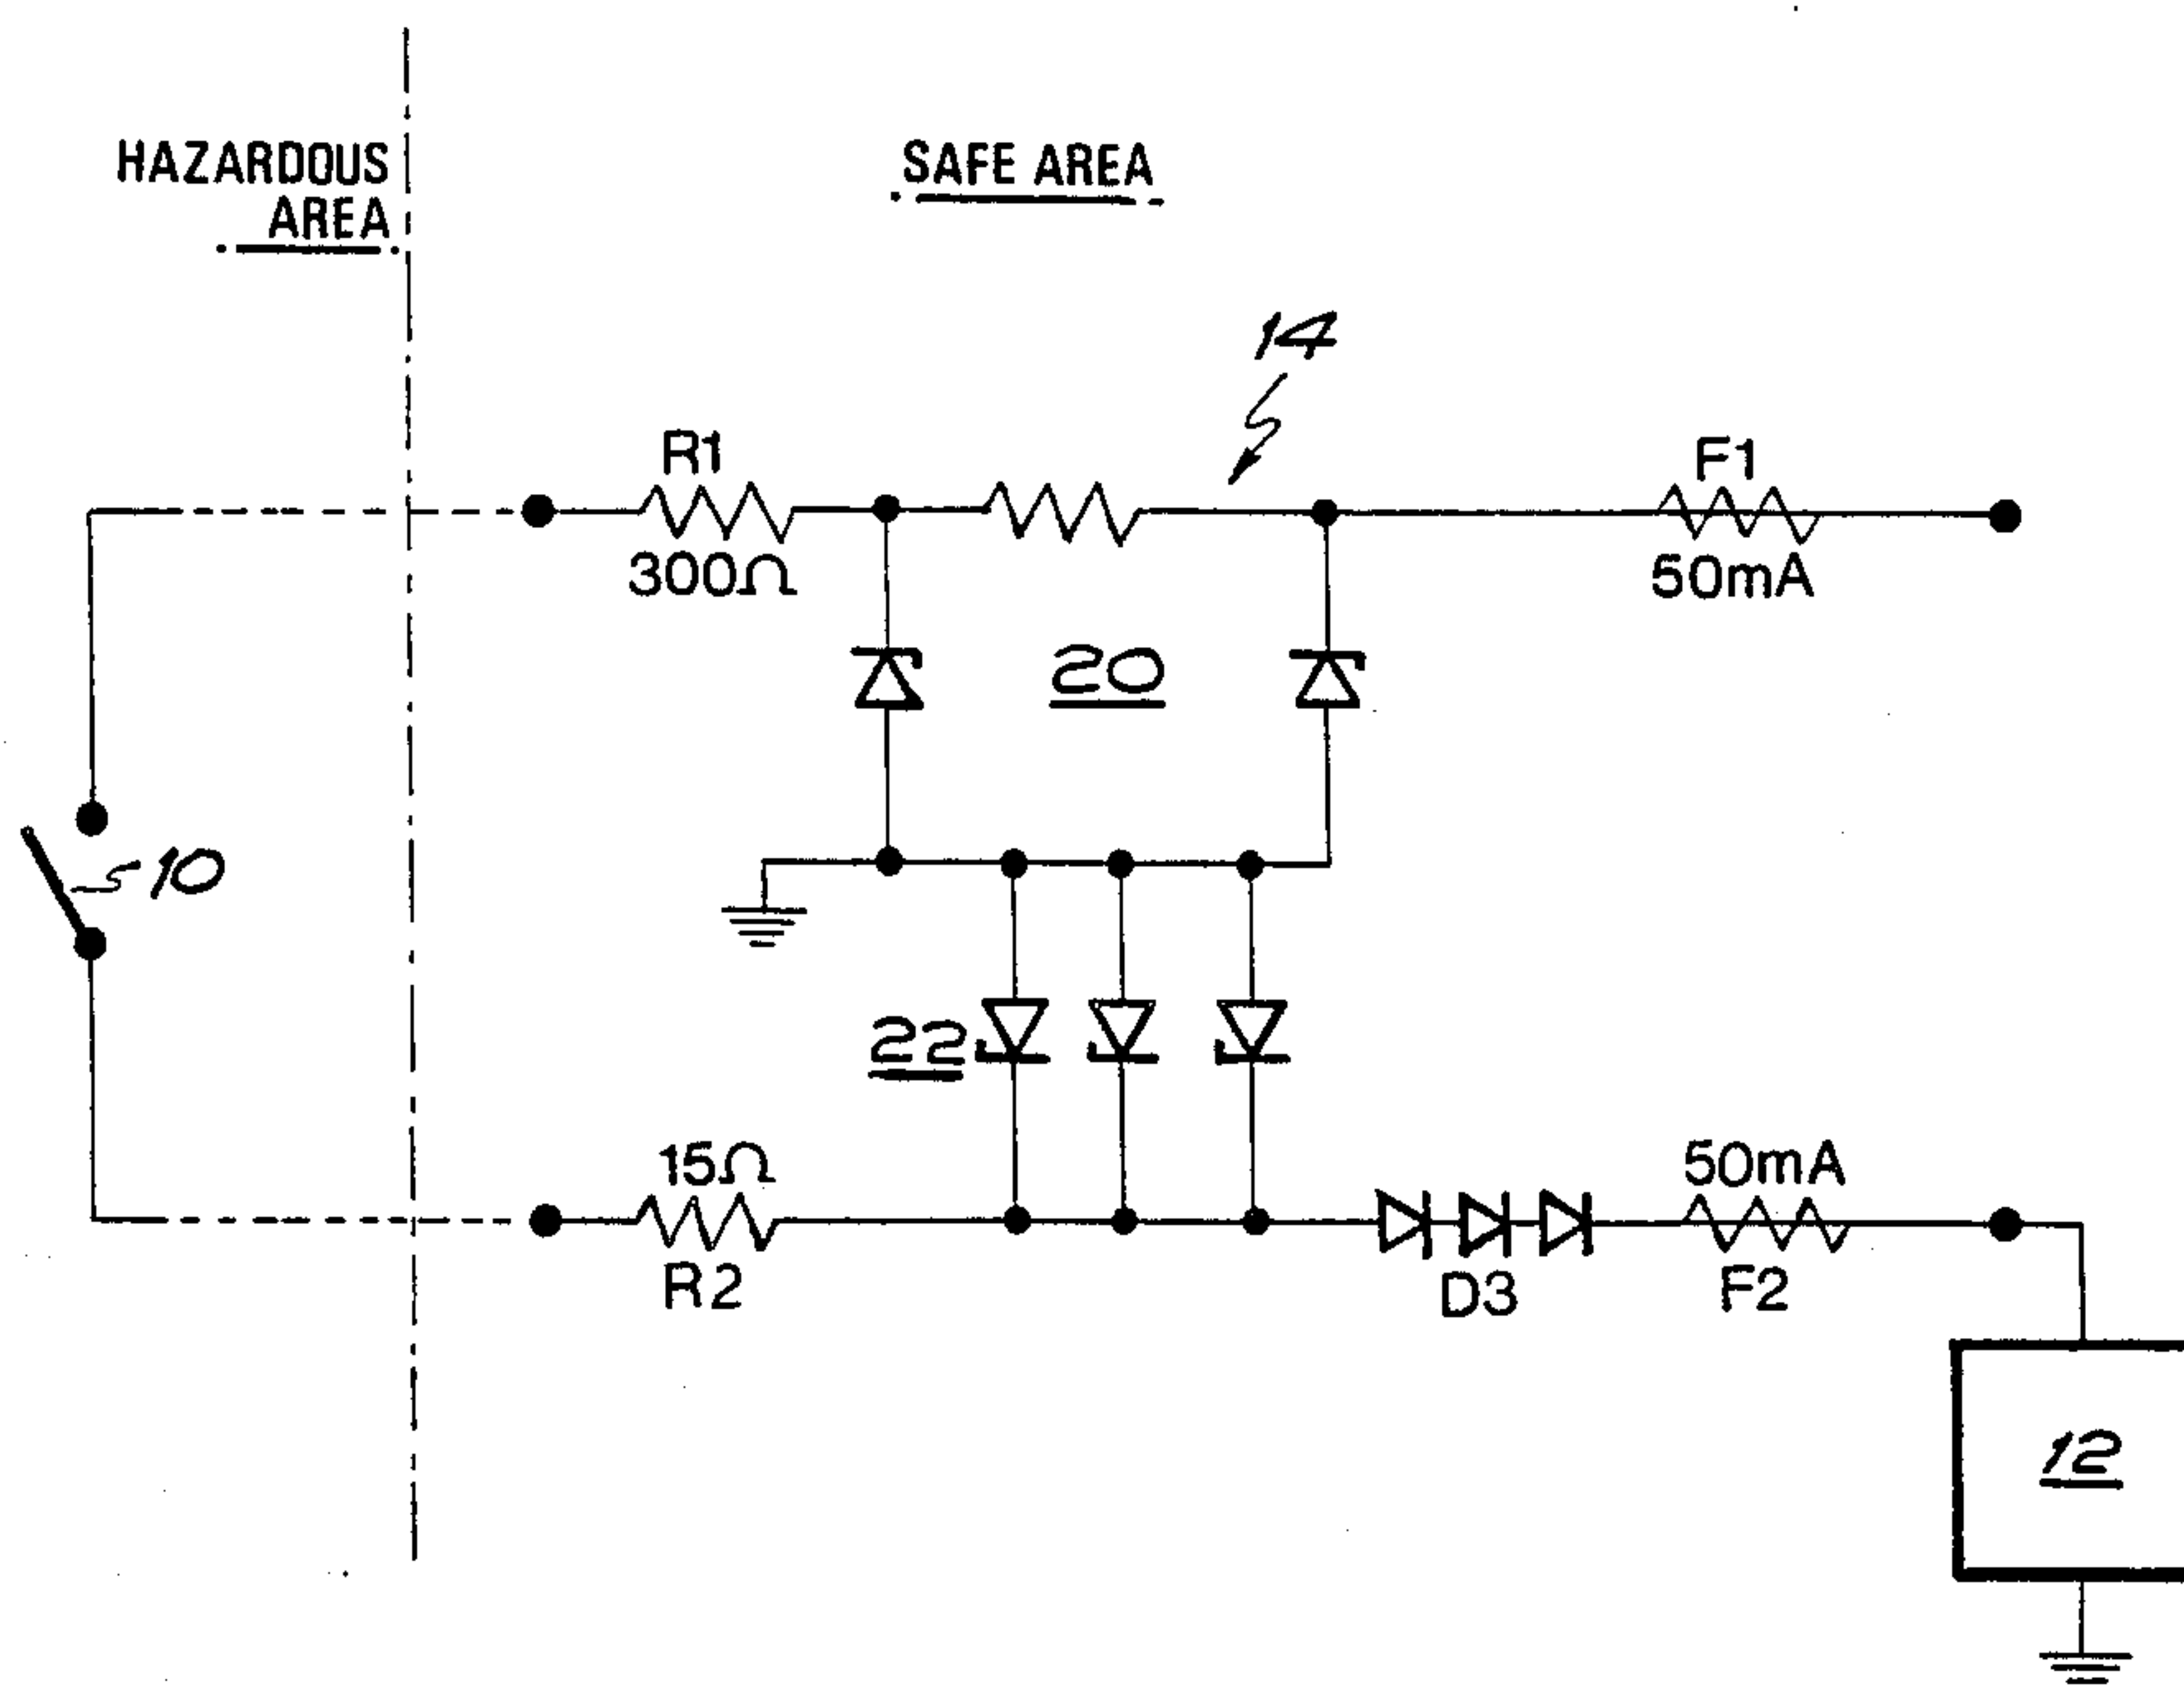 HAZARDOUS
AREA
SAFE AREA
14
R1
300Ω
F1
50mA
20
10
22
15Ω
R2
D3
50mA
F2
12